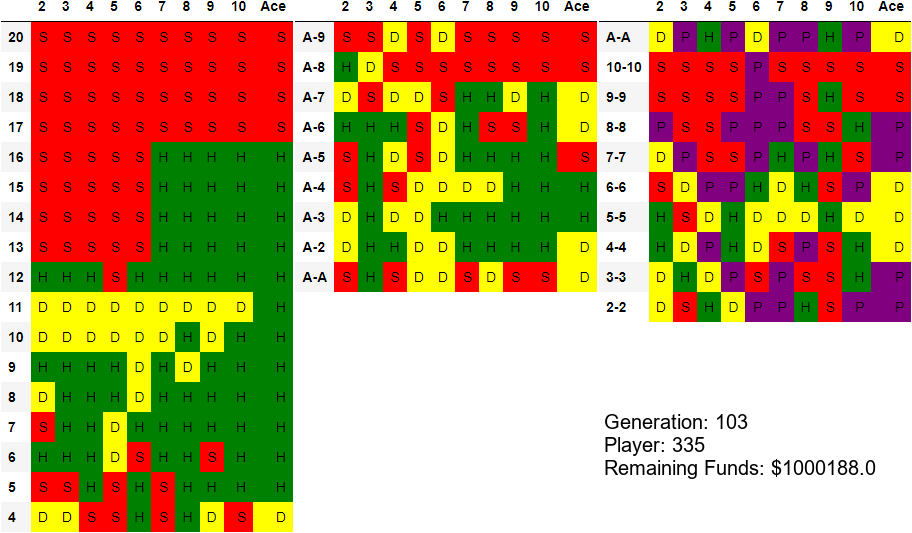 2 3 4 5 6 7 8 9 10 Ace
20 S S S S S S S S S S
19 S S S S S S S S S S
18 S S S S S S S S S S
17 S S S S S S S S S S
16 S S S S S H H H H H
15 S S S S S H H H H H
14 S S S S S H H H H H
13 S S S S S H H H H H
12 H H H S H H H H H H
11 D D D D D D D D D H
10 D D D D D D H D H H
9 H H H H D H D H H H
8 D H H H D H H H H H
7 S H H D H H H H H H
6 H H H D S H H S H H
5 S S H S H S H H H H
4 D D S S H S H D S D
2 3 4 5 6 7 8 9 10 Ace
A-9 S S D S D S S S S S
A-8 H D S S S S S S S S
A-7 D S D D S H H D H D
A-6 H H H S D H S S H D
A-5 S H D S D H H H H S
A-4 S H S D D D D H H H
A-3 D H D D H H H H H H
A-2 D H H D D H H H H D
A-A S H S D D S D S S D
2 3 4 5 6 7 8 9 10 Ace
A-A D P H P D P P H P D
10-10 S S S S P S S S S S
9-9 S S S S P P S H S S
8-8 P S S P P P S S H P
7-7 D P S S P H P H S P
6-6 S D P P H D H S P D
5-5 H S D H D D D H D D
4-4 H D P H D S P S H D
3-3 D H D P S P S S H P
2-2 D S H D P P H S P P
Generation: 103
Player: 335
Remaining Funds: $1000188.0